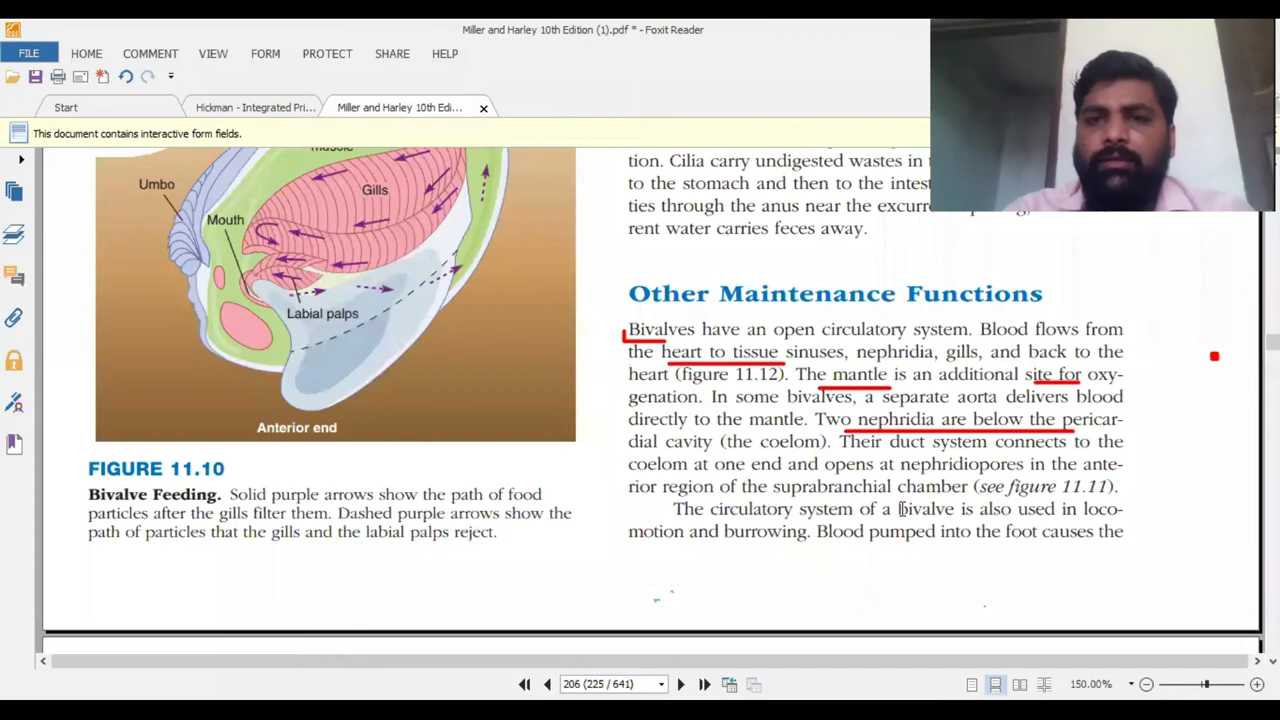 Miller and Harley 10th Edition (1).pdf * - Foxit Reader
FILE HOME COMMENT VIEW FORM PROTECT SHARE HELP
Start Hickman - Integrated Pri... Miller and Harley 10th Edi...
This document contains interactive form fields.
muscle
Umbo
Gills
Mouth
Labial palps
Anterior end
FIGURE 11.10
Bivalve Feeding. Solid purple arrows show the path of food
particles after the gills filter them. Dashed purple arrows show the
path of particles that the gills and the labial palps reject.
tion. Cilia carry undigested wastes in
to the stomach and then to the
ties through the anus near the
rent water carries feces away.
Other Maintenance Functions
Bivalves have an open circulatory system. Blood flows from
the heart to tissue sinuses, nephridia, gills, and back to the
heart (figure 11.12). The mantle is an additional site for oxy-
genation. In some bivalves, a separate aorta delivers blood
directly to the mantle. Two nephridia are below the pericar-
dial cavity (the coelom). Their duct system connects to the
coelom at one end and opens at nephridiopores in the ante-
rior region of the suprabranchial chamber (see figure 11.11).
The circulatory system of a bivalve is also used in loco-
motion and burrowing. Blood pumped into the foot causes the
206 (225 / 641)
150.00%